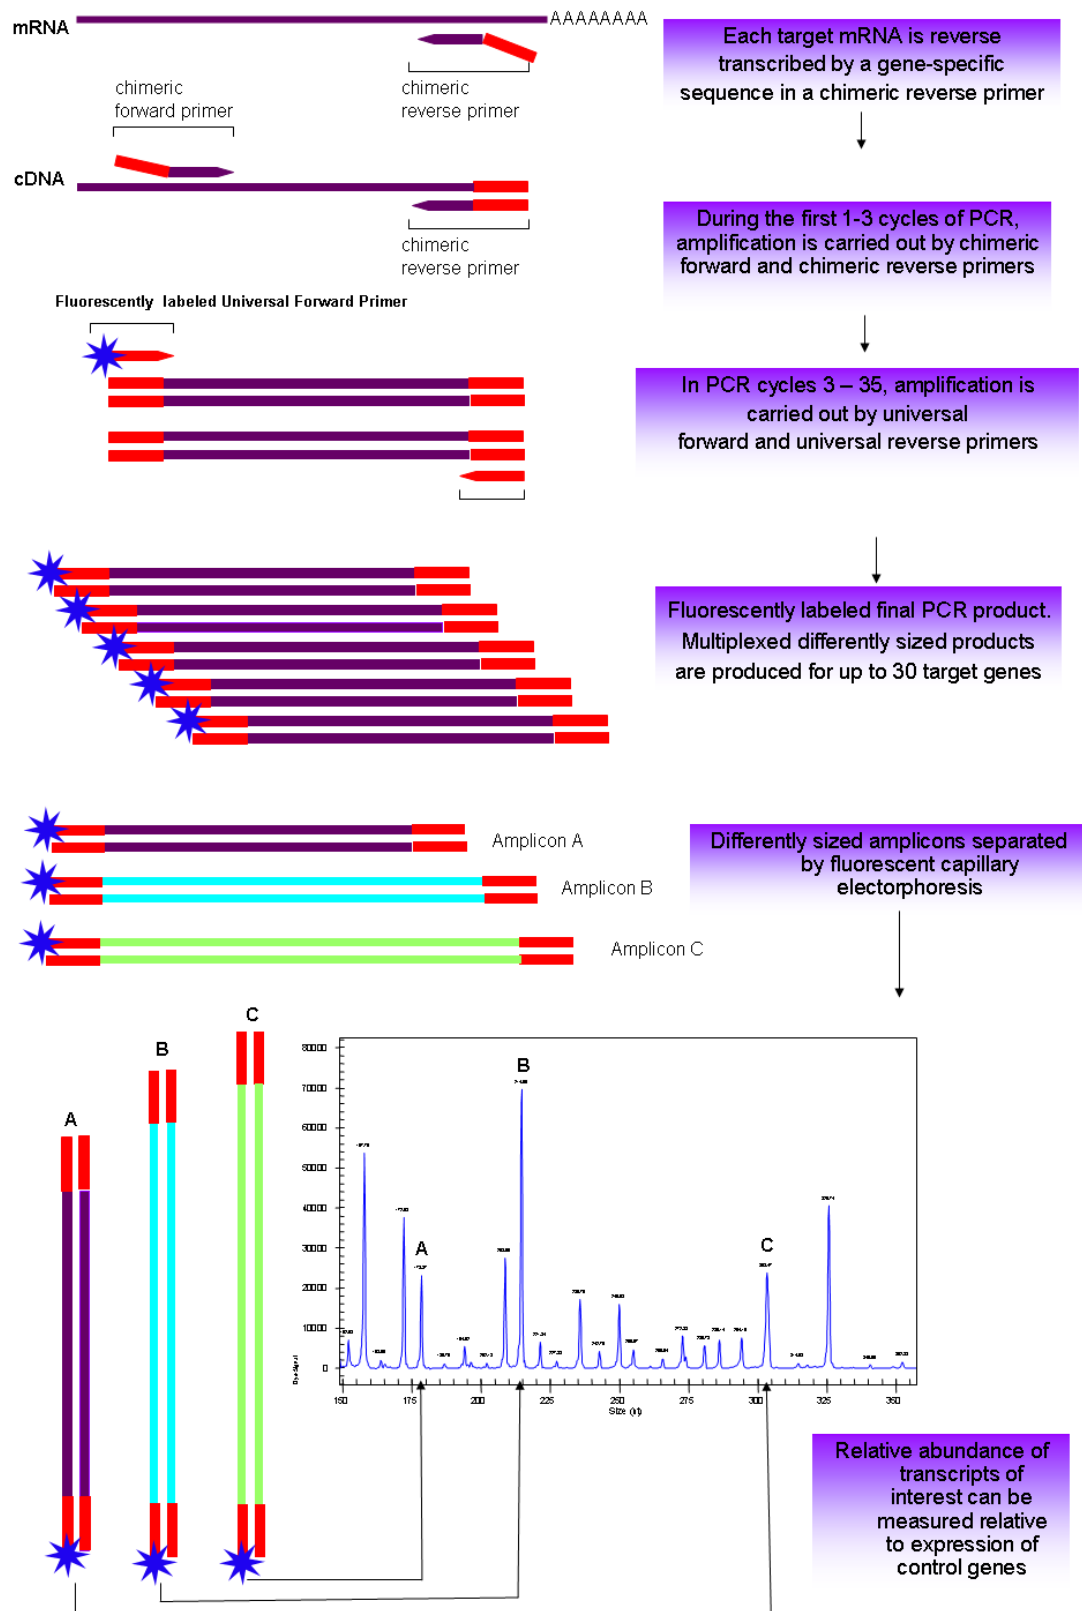 mRNA
AAAAAAAA
chimeric
forward primer
chimeric
reverse primer
cDNA
chimeric
reverse primer
Fluorescently labeled Universal Forward Primer
Each target mRNA is reverse
transcribed by a gene-specific
sequence in a chimeric reverse primer
During the first 1-3 cycles of PCR,
amplification is carried out by chimeric
forward and chimeric reverse primers
In PCR cycles 3 – 35, amplification is
carried out by universal
forward and universal reverse primers
Fluorescently labeled final PCR product.
Multiplexed differently sized products
are produced for up to 30 target genes
Amplicon A
Amplicon B
Amplicon C
Differently sized amplicons separated
by fluorescent capillary
electorphoresis
A
B
C
80000
70000
60000
50000
40000
30000
20000
10000
0
Dye Signal
A
B
C
150
175
200
225
250
275
300
325
350
Size (nt)
Relative abundance of
transcripts of
interest can be
measured relative
to expression of
control genes